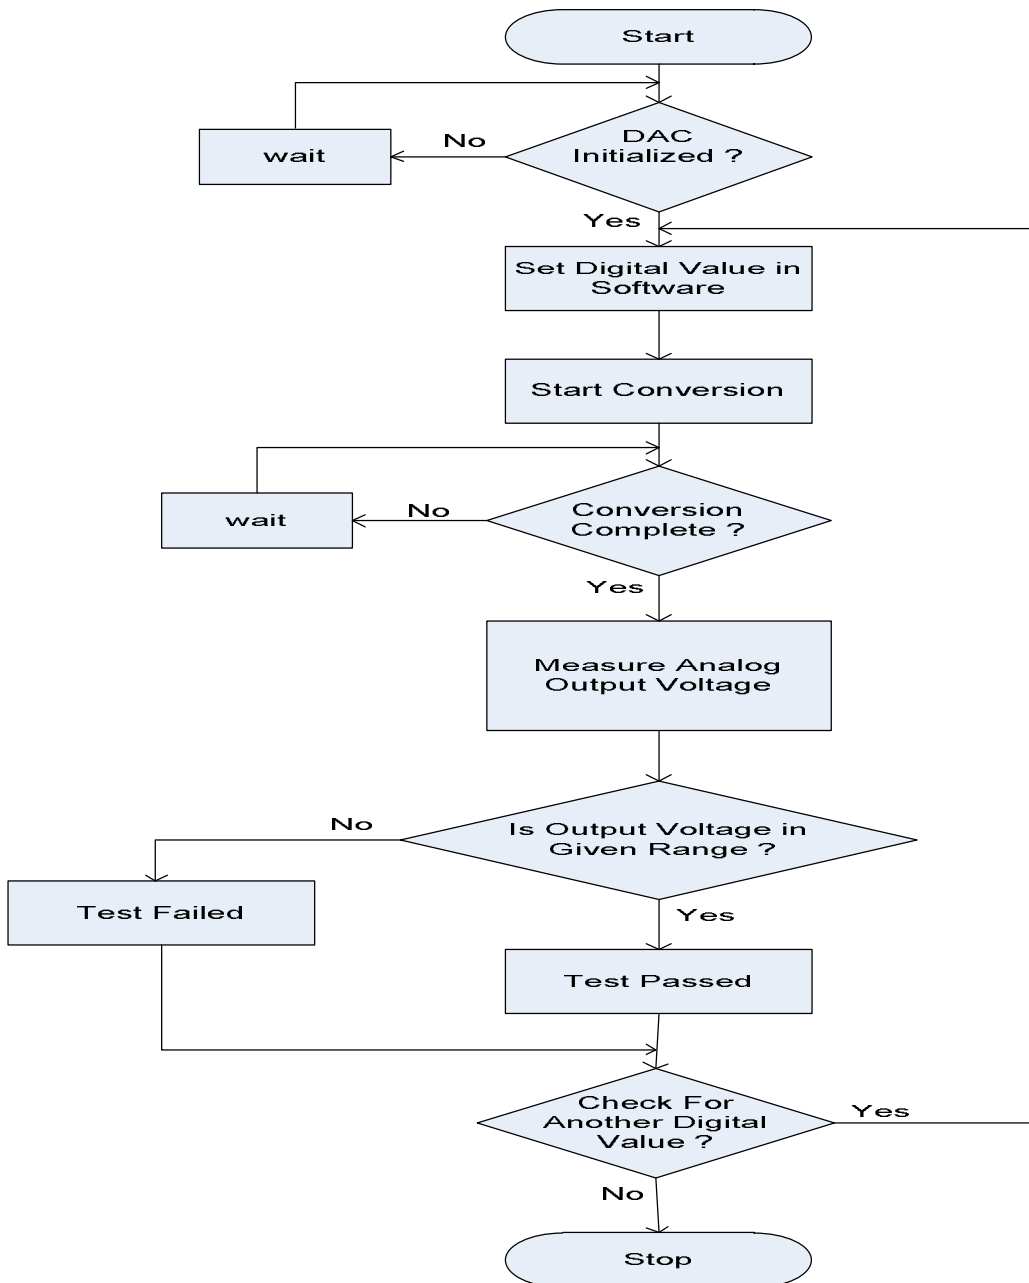 Start
DAC
Initialized ?
No
wait
Yes
Set Digital Value in
Software
Start Conversion
Conversion
Complete ?
No
wait
Yes
Measure Analog
Output Voltage
Is Output Voltage in
Given Range ?
No
Test Failed
Yes
Test Passed
Check For
Another Digital
Value ?
Yes
No
Stop